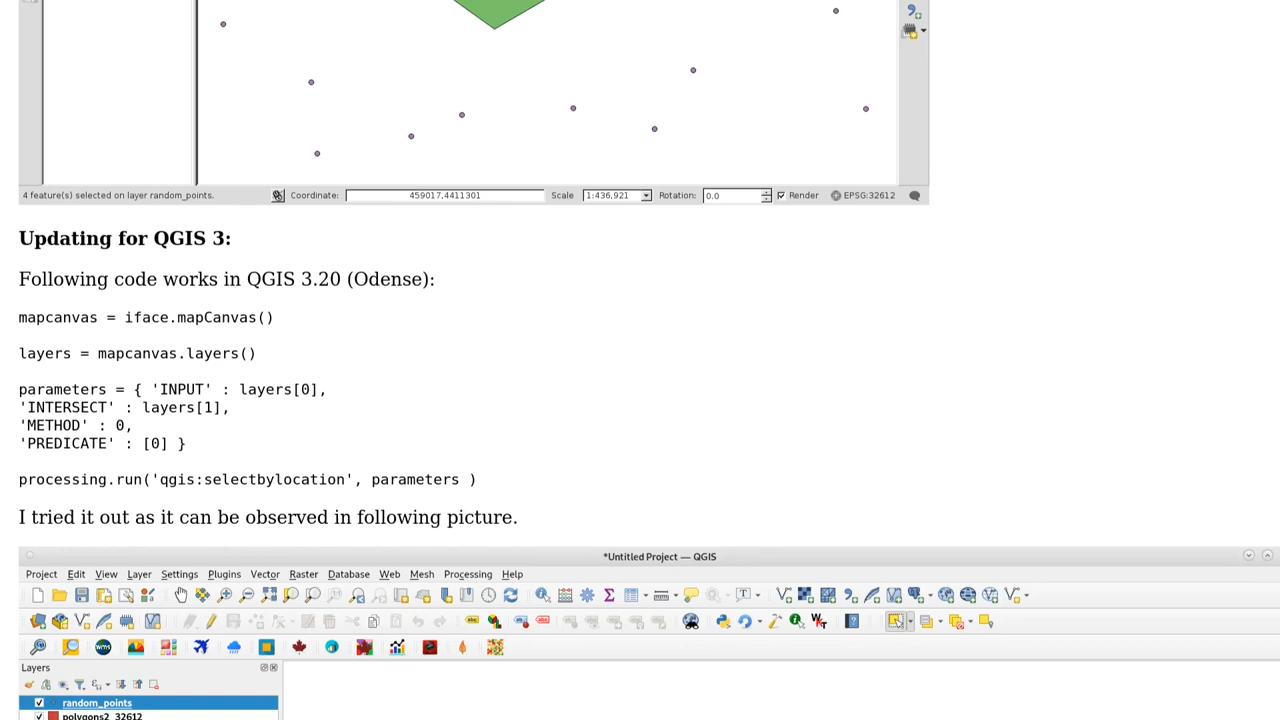 4 feature(s) selected on layer random_points.
Coordinate: 459017,4411301 Scale 1:436,921 Rotation: 0.0 Render EPSG:32612
Updating for QGIS 3:
Following code works in QGIS 3.20 (Odense):
mapcanvas = iface.mapCanvas()
layers = mapcanvas.layers()
parameters = { 'INPUT' : layers[0],
'INTERSECT' : layers[1],
'METHOD' : 0,
'PREDICATE' : [0] }
processing.run('qgis:selectbylocation', parameters )
I tried it out as it can be observed in following picture.
*Untitled Project — QGIS
Project Edit View Layer Settings Plugins Vector Raster Database Web Mesh Processing Help
Layers
random_points
polygons2_32612